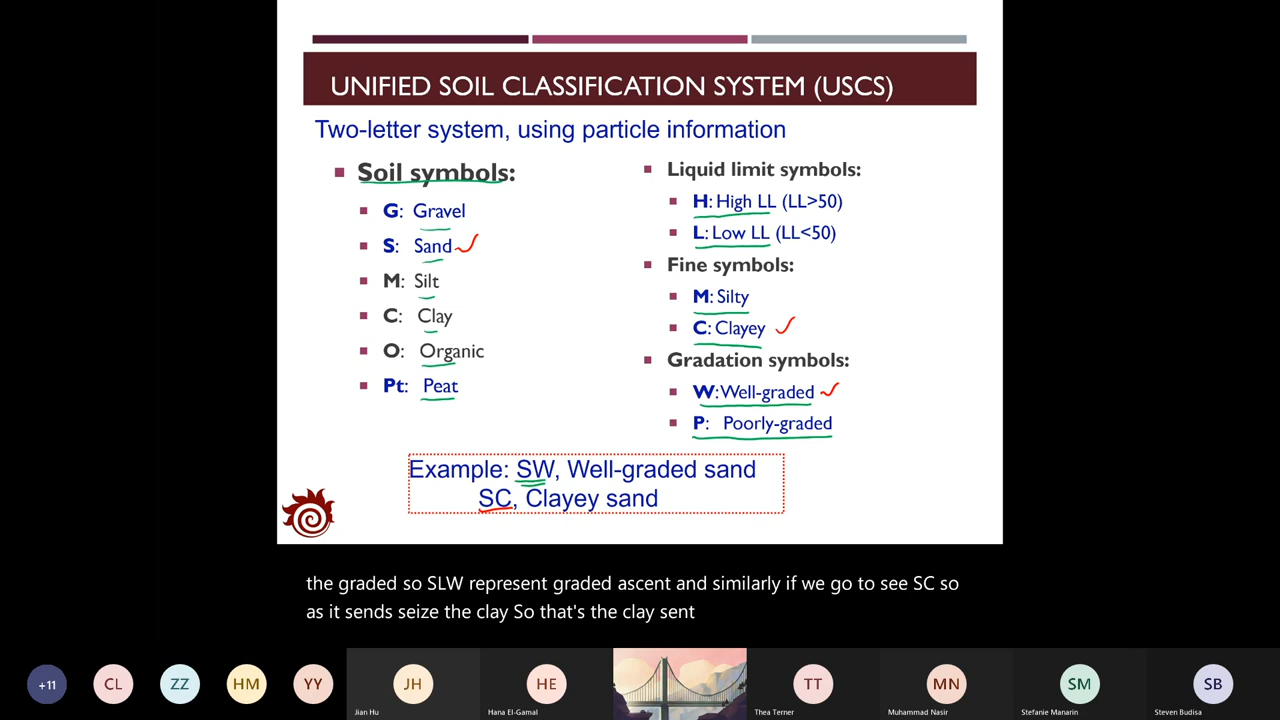 UNIFIED SOIL CLASSIFICATION SYSTEM (USCS)
Two-letter system, using particle information
Soil symbols:
G: Gravel
S: Sand
M: Silt
C: Clay
O: Organic
Pt: Peat
Liquid limit symbols:
H: High LL (LL>50)
L: Low LL (LL<50)
Fine symbols:
M: Silty
C: Clayey
Gradation symbols:
W: Well-graded
P: Poorly-graded
Example: SW, Well-graded sand
SC, Clayey sand
the graded so SLW represent graded ascent and similarly if we go to see SC so
as it sends seize the clay So that's the clay sent
+11
CL
ZZ
HM
YY
JH
Jian Hu
HE
Hana El-Gamal
TT
Thea Terner
MN
Muhammad Nasir
SM
Stefanie Manarin
SB
Steven Budisa